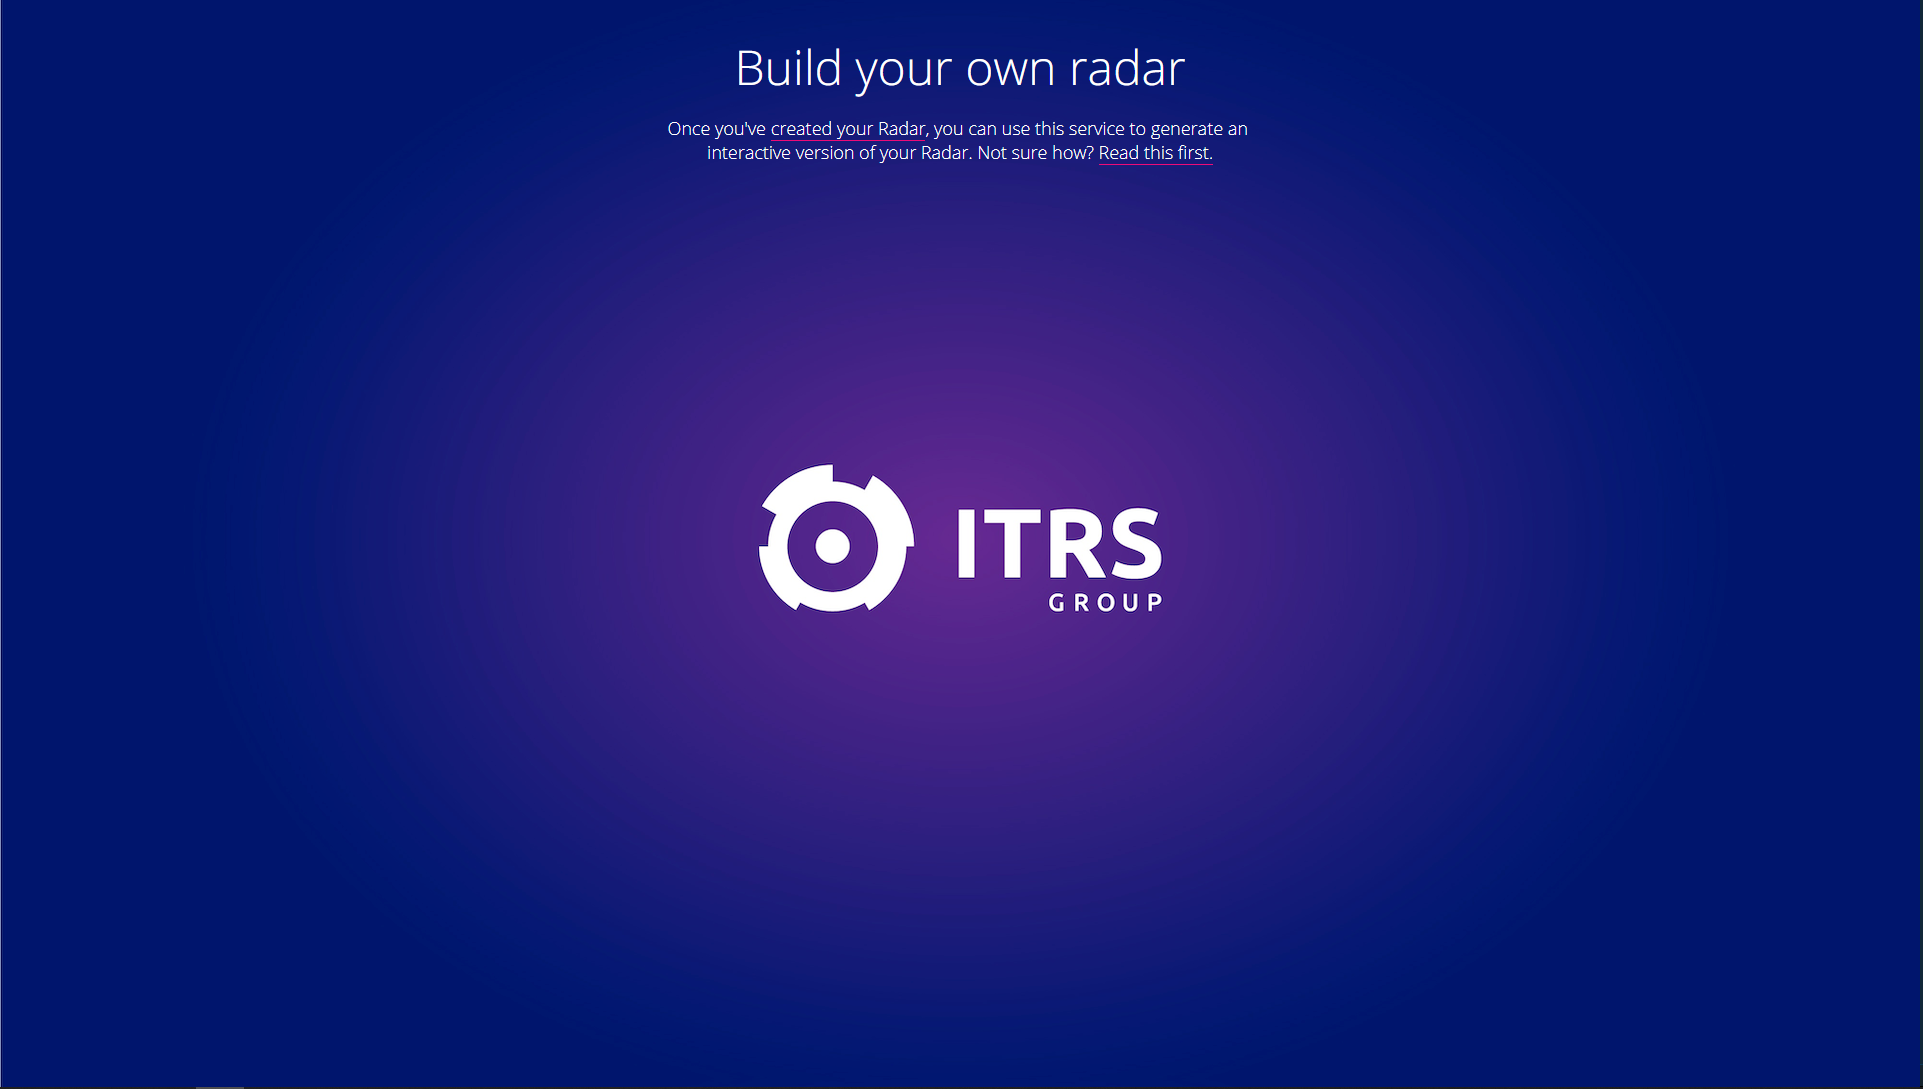 Build your own radar
Once you've created your Radar, you can use this service to generate an
interactive version of your Radar. Not sure how? Read this first.
ITRS
GROUP